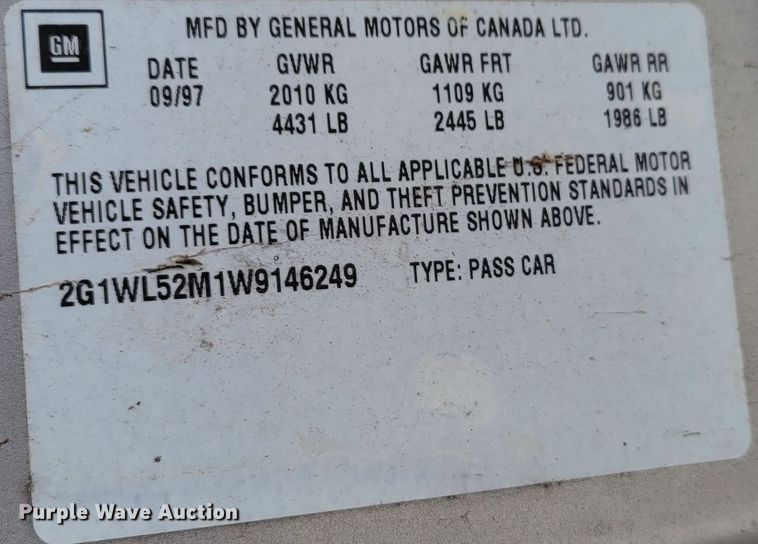 GM
MFD BY GENERAL MOTORS OF CANADA LTD.
DATE GVWR GAWR FRT GAWR RR
09/97 2010 KG 1109 KG 901 KG
4431 LB 2445 LB 1986 LB
THIS VEHICLE CONFORMS TO ALL APPLICABLE U.S. FEDERAL MOTOR
VEHICLE SAFETY, BUMPER, AND THEFT PREVENTION STANDARDS IN
EFFECT ON THE DATE OF MANUFACTURE SHOWN ABOVE.
2G1WL52M1W9146249 TYPE: PASS CAR
Purple Wave Auction